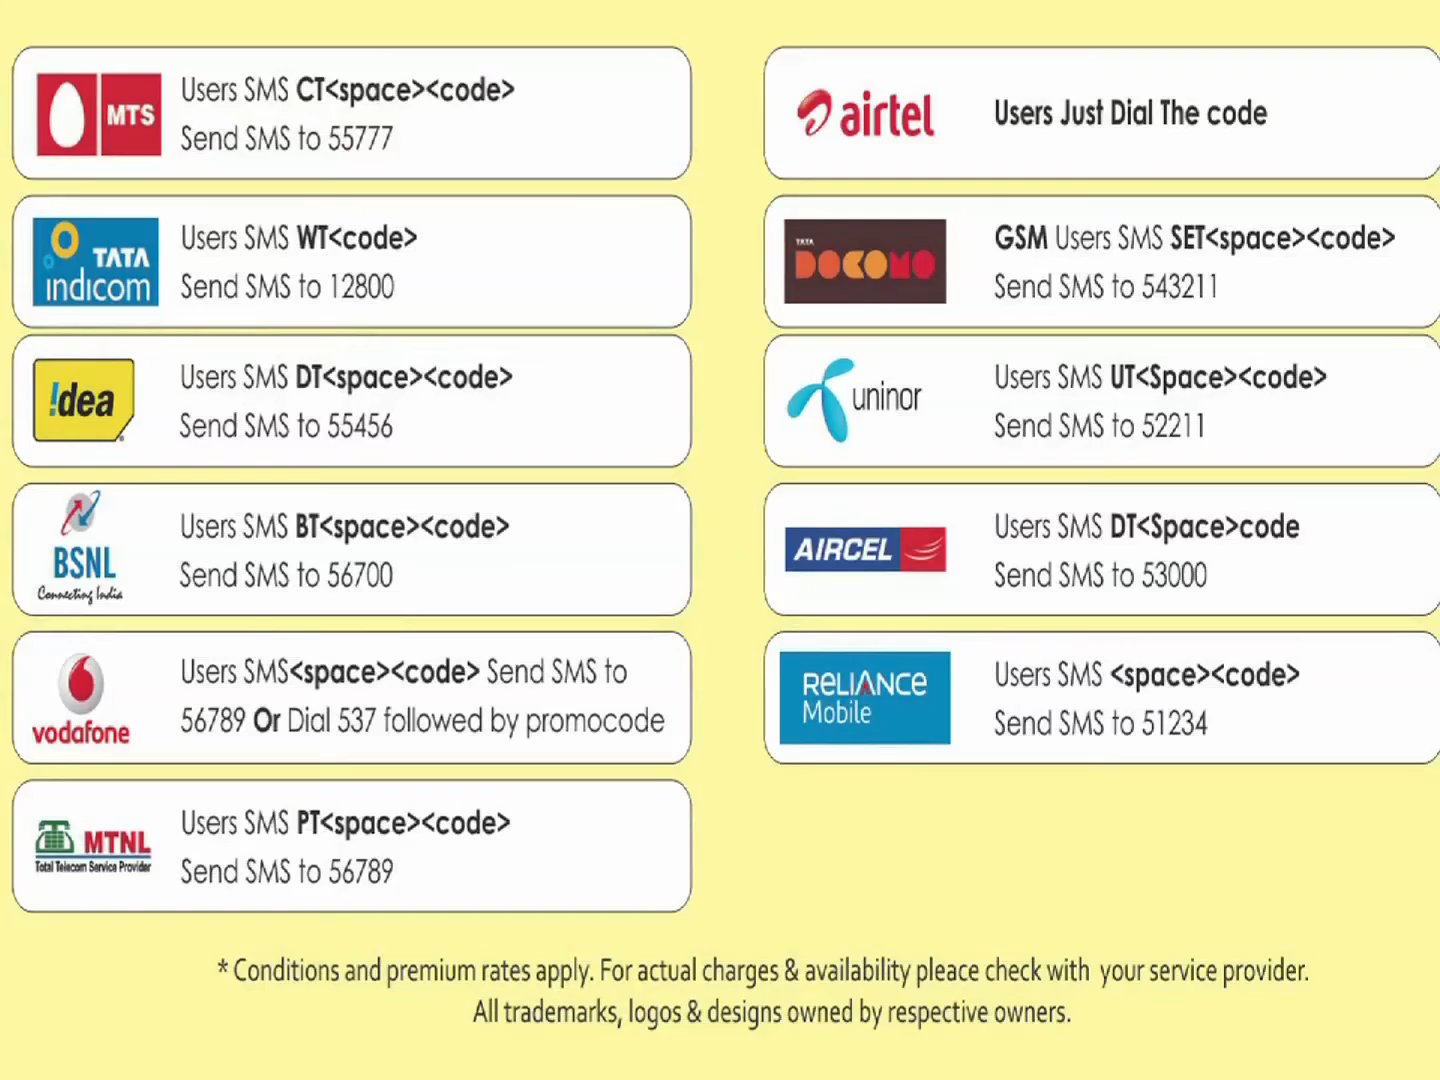 MTS
Users SMS CT<space><code>
Send SMS to 55777
airtel
Users Just Dial The code
TATA
indicom
Users SMS WT<code>
Send SMS to 12800
TATA
DOCOMO
GSM Users SMS SET<space><code>
Send SMS to 543211
!dea
Users SMS DT<space><code>
Send SMS to 55456
uninor
Users SMS UT<Space><code>
Send SMS to 52211
BSNL
Connecting India
Users SMS BT<space><code>
Send SMS to 56700
AIRCEL
Users SMS DT<Space>code
Send SMS to 53000
vodafone
Users SMS<space><code> Send SMS to
56789 Or Dial 537 followed by promocode
RELIANCe
Mobile
Users SMS <space><code>
Send SMS to 51234
MTNL
Total Telecom Service Provider
Users SMS PT<space><code>
Send SMS to 56789
* Conditions and premium rates apply. For actual charges & availability pleace check with your service provider.
All trademarks, logos & designs owned by respective owners.